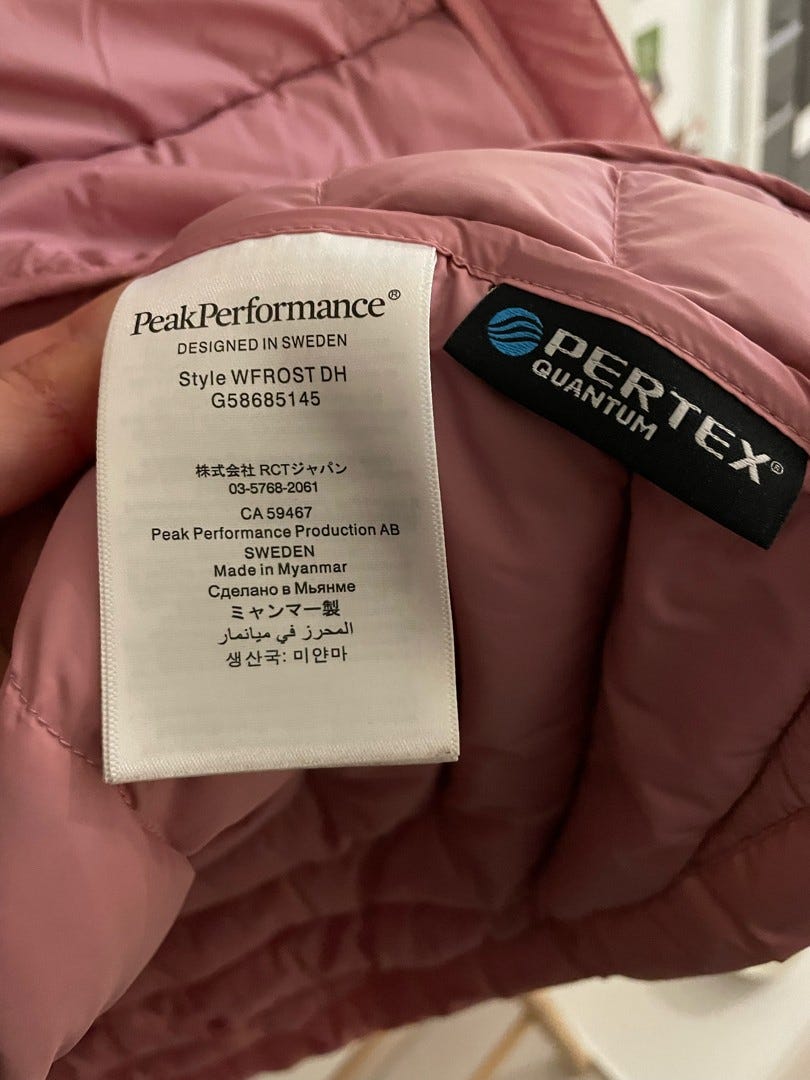 PeakPerformance®
DESIGNED IN SWEDEN
Style WFROST DH
G58685145
株式会社 RCTジャパン
03-5768-2061
CA 59467
Peak Performance Production AB
SWEDEN
Made in Myanmar
Сделано в Мьянме
ミャンマー製
المحرز في ميانمار
생산국: 미얀마
PERTEX®
QUANTUM